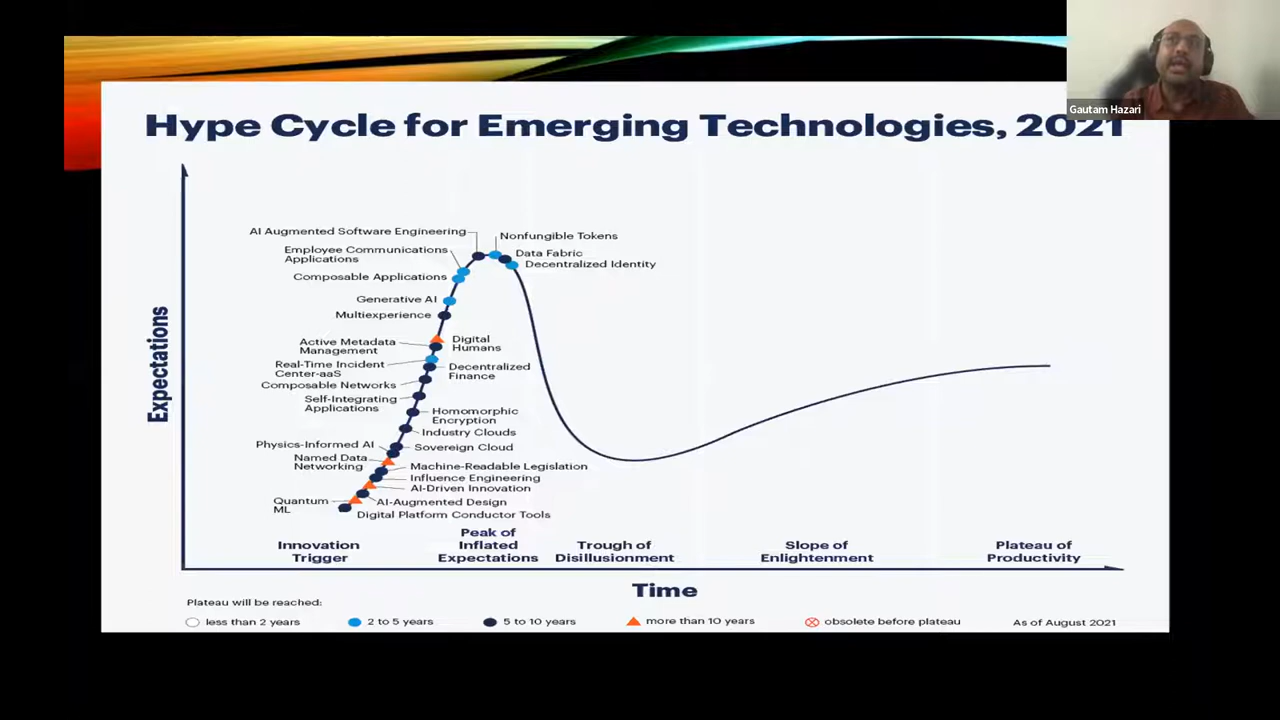 Gautam Hazari
Hype Cycle for Emerging Technologies, 2021
Expectations
AI Augmented Software Engineering
Employee Communications
Applications
Composable Applications
Generative AI
Multiexperience
Active Metadata
Management
Real-Time Incident
Center-aaS
Composable Networks
Self-Integrating
Applications
Physics-Informed AI
Named Data
Networking
Quantum
ML
Nonfungible Tokens
Data Fabric
Decentralized Identity
Digital
Humans
Decentralized
Finance
Homomorphic
Encryption
Industry Clouds
Sovereign Cloud
Machine-Readable Legislation
Influence Engineering
AI-Driven Innovation
AI-Augmented Design
Digital Platform Conductor Tools
Innovation
Trigger
Peak of
Inflated
Expectations
Trough of
Disillusionment
Slope of
Enlightenment
Plateau of
Productivity
Time
Plateau will be reached:
less than 2 years
2 to 5 years
5 to 10 years
more than 10 years
obsolete before plateau
As of August 2021